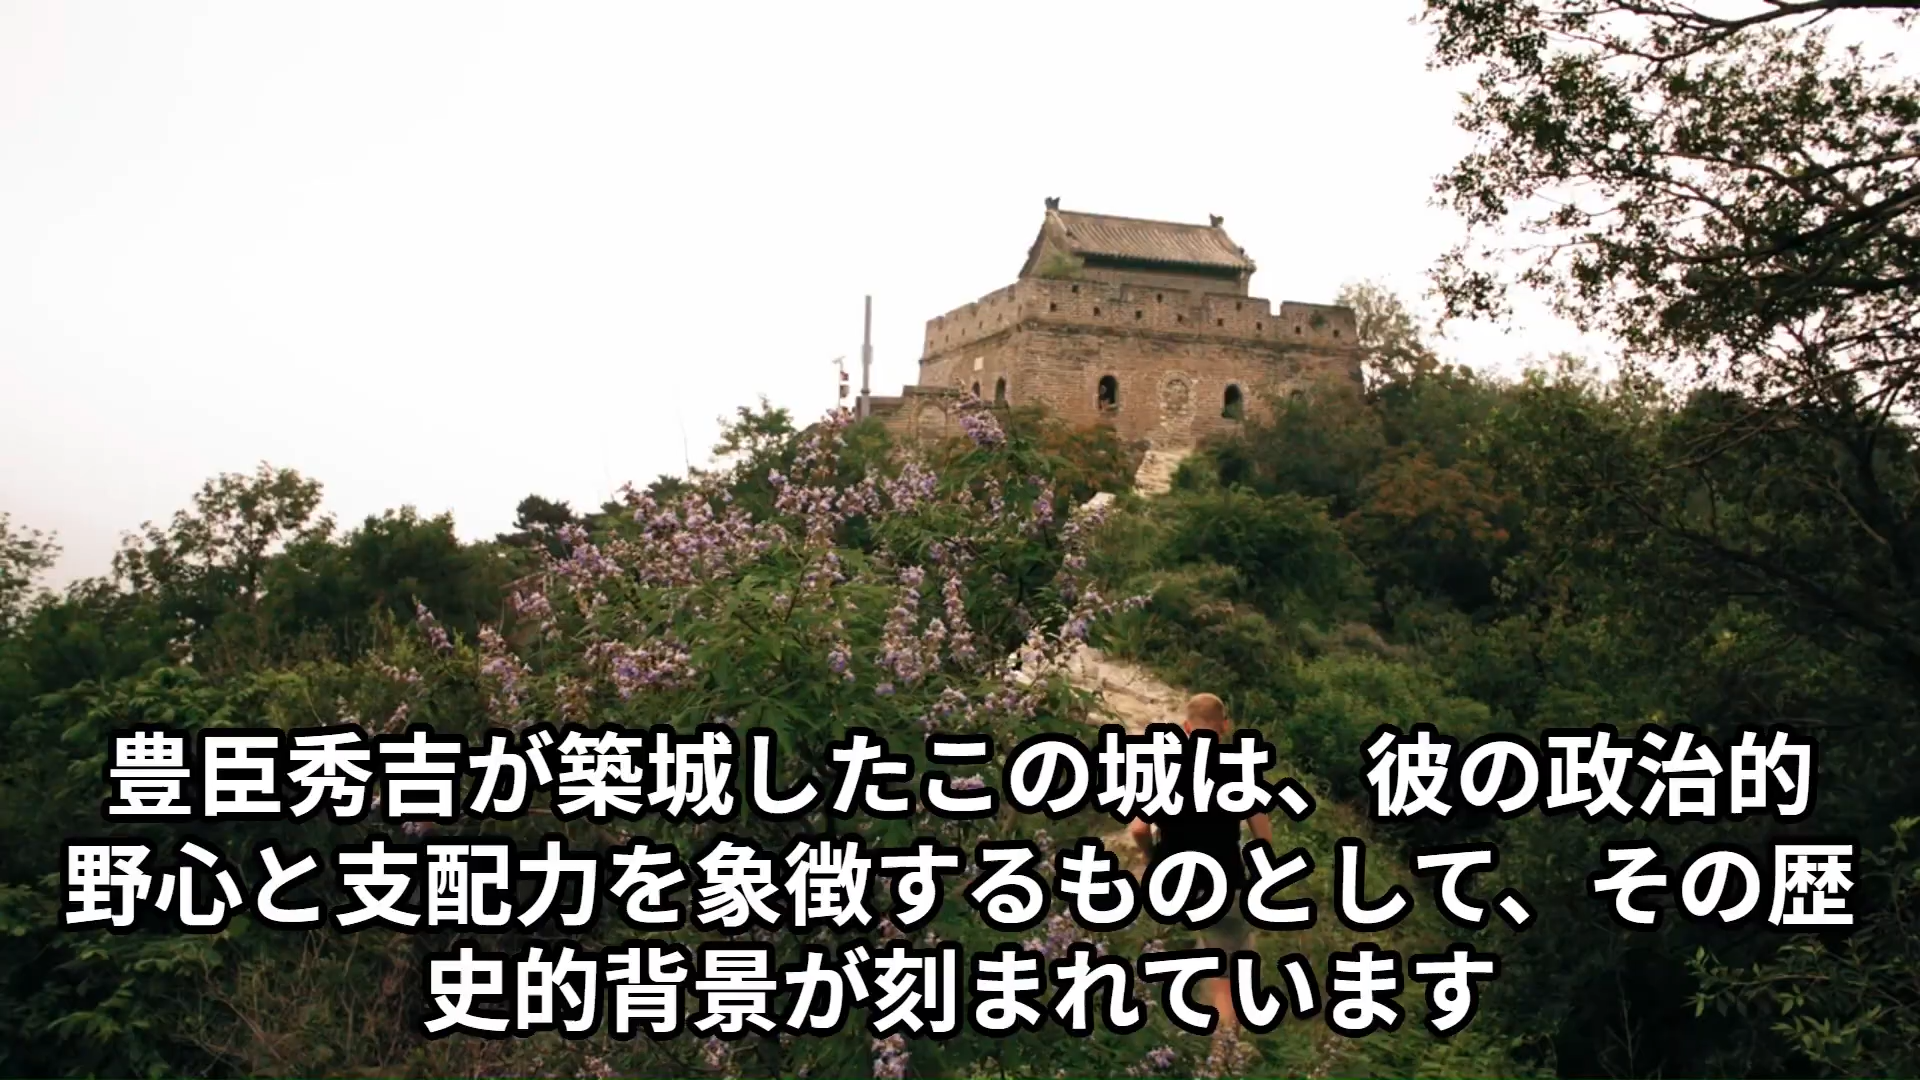 豊臣秀吉が築城したこの城は、彼の政治的
野心と支配力を象徴するものとして、その歴
史的背景が刻まれています